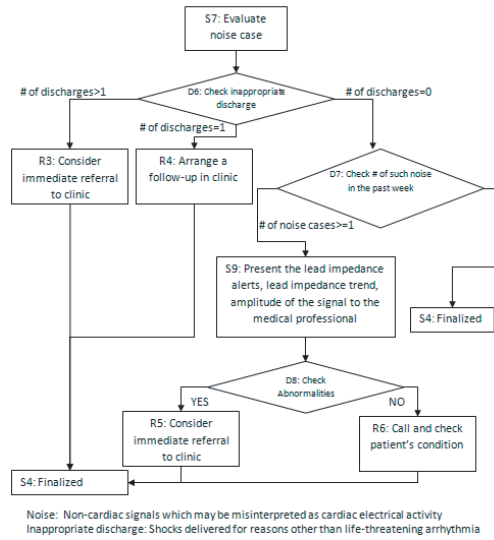 S7: Evaluate
noise case
D6: Check inappropriate
discharge
# of discharges>1
# of discharges=0
# of discharges=1
R3: Consider
immediate referral
to clinic
R4: Arrange a
follow-up in clinic
D7: Check # of such noise
in the past week
# of noise cases>=1
S9: Present the lead impedance
alerts, lead impedance trend,
amplitude of the signal to the
medical professional
S4: Finalized
D8: Check
Abnormalities
YES
NO
R5: Consider
immediate referral
to clinic
R6: Call and check
patient's condition
S4: Finalized
Noise: Non-cardiac signals which may be misinterpreted as cardiac electrical activity
Inappropriate discharge: Shocks delivered for reasons other than life-threatening arrhythmia